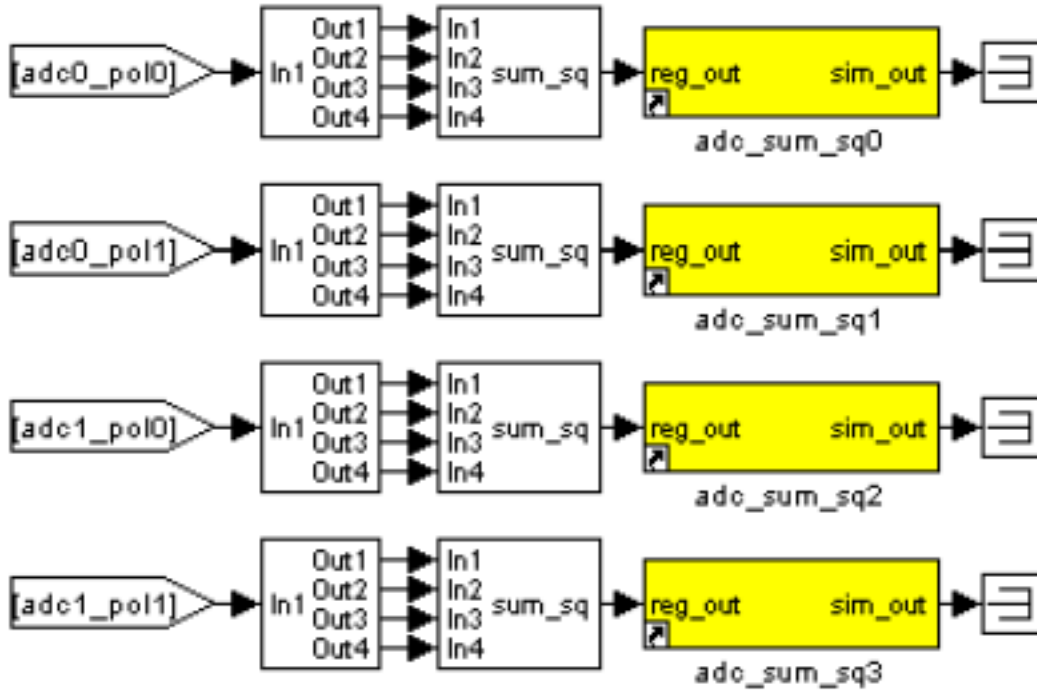 [adc0_pol0] In1 Out1 Out2 Out3 Out4 In1 In2 In3 In4 sum_sq reg_out sim_out
adc_sum_sq0
[adc0_pol1] In1 Out1 Out2 Out3 Out4 In1 In2 In3 In4 sum_sq reg_out sim_out
adc_sum_sq1
[adc1_pol0] In1 Out1 Out2 Out3 Out4 In1 In2 In3 In4 sum_sq reg_out sim_out
adc_sum_sq2
[adc1_pol1] In1 Out1 Out2 Out3 Out4 In1 In2 In3 In4 sum_sq reg_out sim_out
adc_sum_sq3